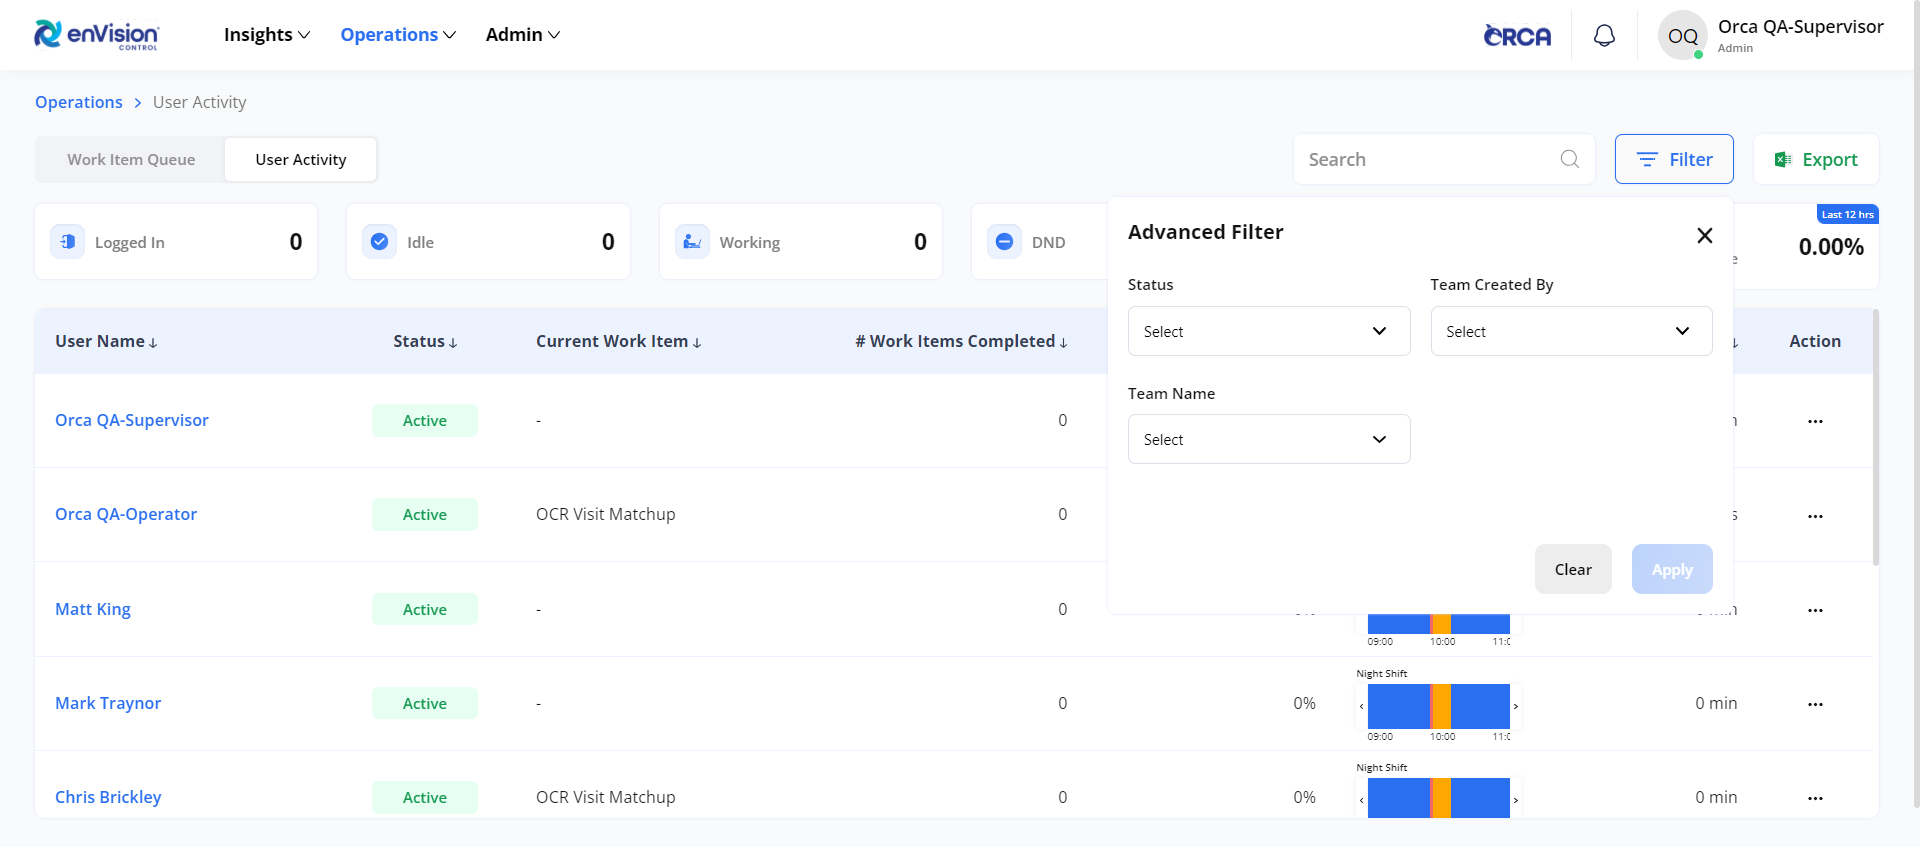 enVision
CONTROL
Insights
Operations
Admin
ORCA
OQ
Orca QA-Supervisor
Admin
Operations > User Activity
Work Item Queue
User Activity
Search
Filter
Export
Logged In 0
Idle 0
Working 0
DND
Last 12 hrs
0.00%
Advanced Filter
Status
Team Created By
Select
Select
Team Name
Select
Clear
Apply
User Name ↓ Status ↓ Current Work Item ↓ # Work Items Completed ↓ Action
Orca QA-Supervisor Active - 0 ...
Orca QA-Operator Active OCR Visit Matchup 0 ...
Matt King Active - 0 ...
09:00 10:00
Night Shift
Mark Traynor Active - 0 0% 0 min ...
09:00 10:00
Night Shift
Chris Brickley Active OCR Visit Matchup 0 0% 0 min ...